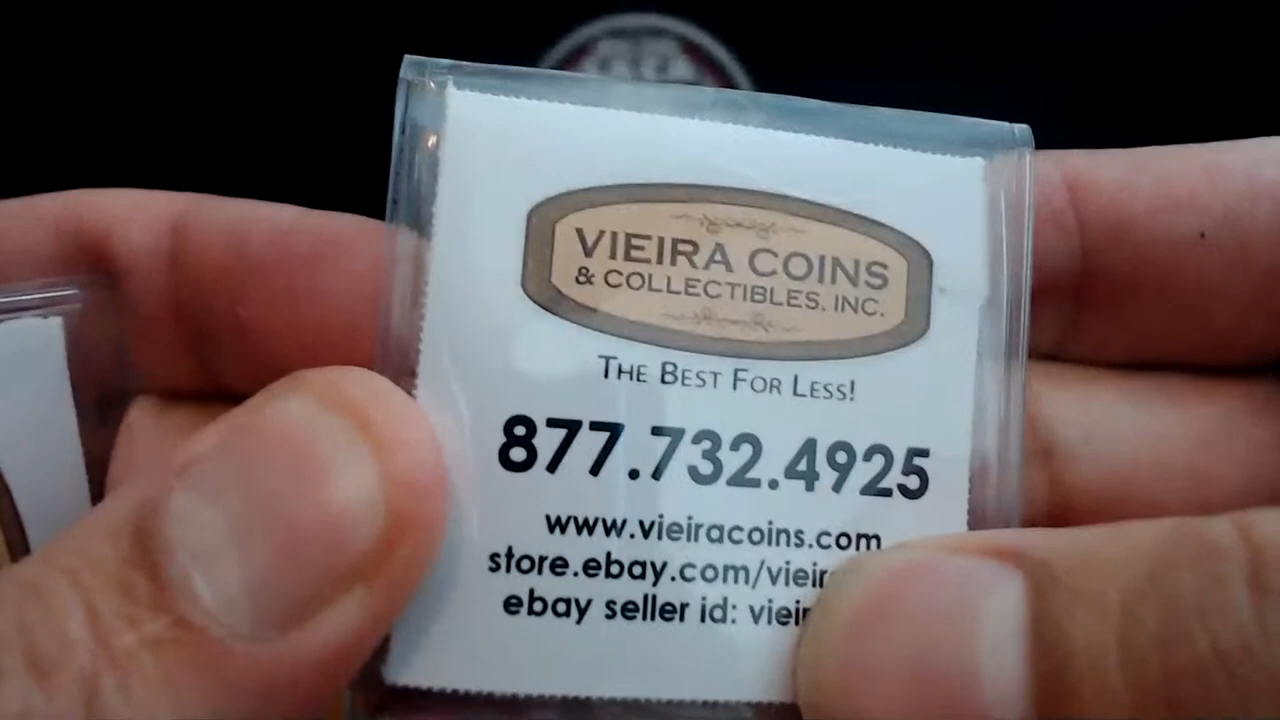 VIEIRA COINS
& COLLECTIBLES, INC.
THE BEST FOR LESS!
877.732.4925
www.vieiracoins.com
store.ebay.com/vieir
ebay seller id: vieir